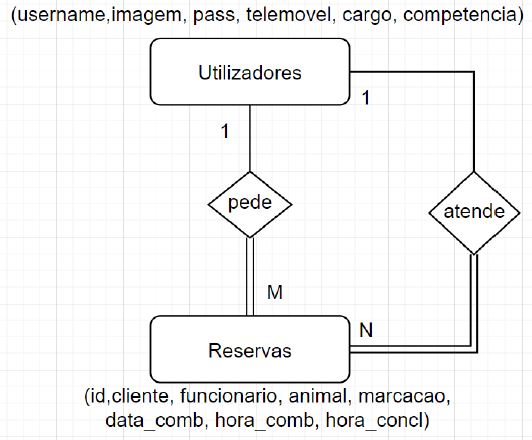 (username,imagem, pass, telemovel, cargo, competencia)
Utilizadores
1
1
pede
atende
M
N
Reservas
(id,cliente, funcionario, animal, marcacao,
data_comb, hora_comb, hora_concl)